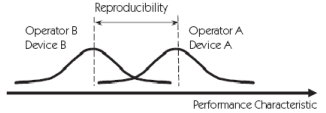 Reproducibility
Operator B
Device B
Operator A
Device A
Performance Characteristic